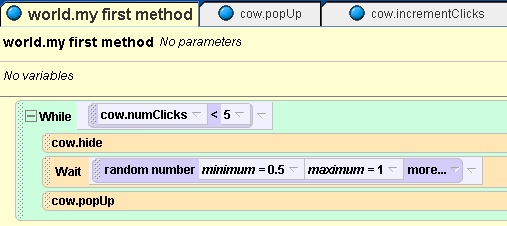 world.my first method cow.popUp cow.incrementClicks
world.my first method No parameters
No variables
While cow.numClicks < 5
cow.hide
Wait random number minimum = 0.5 maximum = 1 more...
cow.popUp